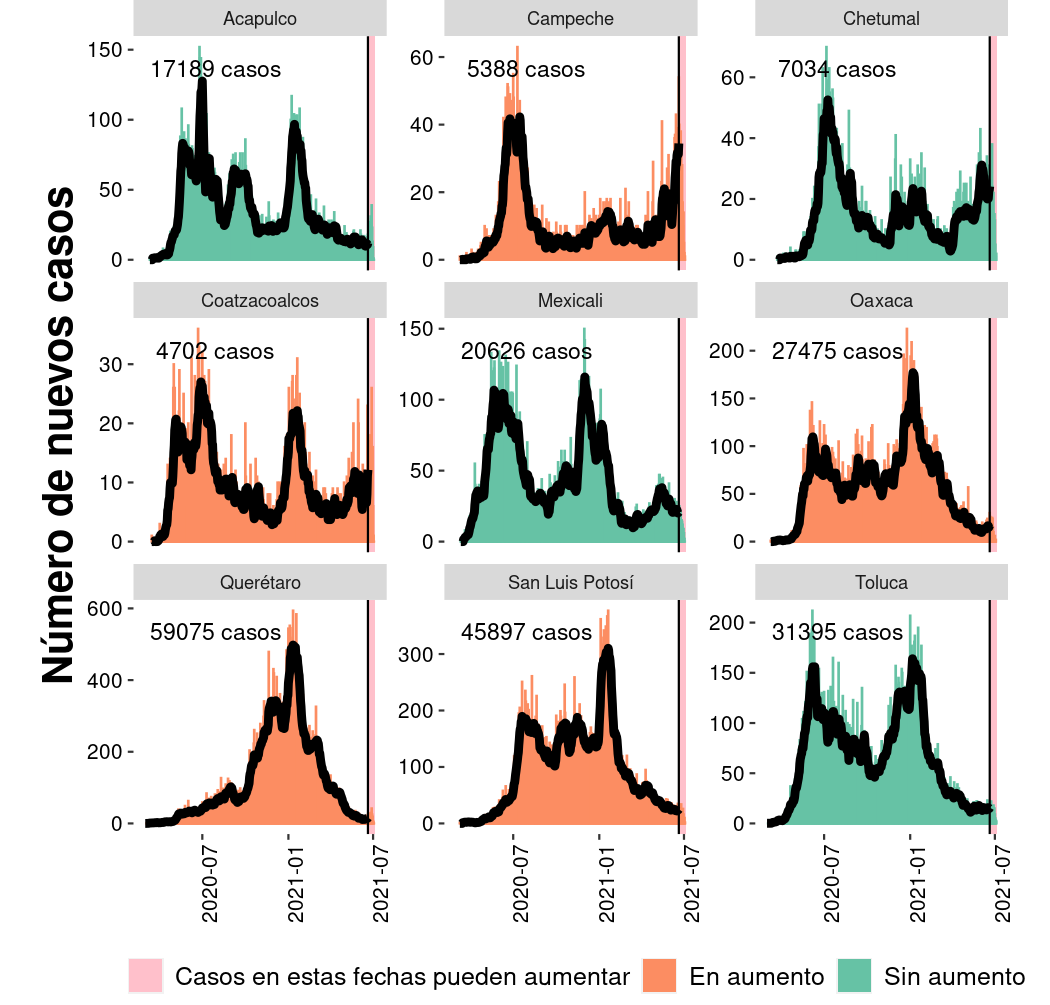 Número de nuevos casos
Acapulco
Campeche
Chetumal
150
100
50
0
17189 casos
60
40
20
0
5388 casos
60
40
20
0
7034 casos
Coatzacoalcos
Mexicali
Oaxaca
30
20
10
0
4702 casos
150
100
50
0
20626 casos
200
150
100
50
0
27475 casos
Querétaro
San Luis Potosí
Toluca
600
400
200
0
59075 casos
300
200
100
0
45897 casos
200
150
100
50
0
31395 casos
2020-07
2021-01
2021-07
2020-07
2021-01
2021-07
2020-07
2021-01
2021-07
Casos en estas fechas pueden aumentar
En aumento
Sin aumento